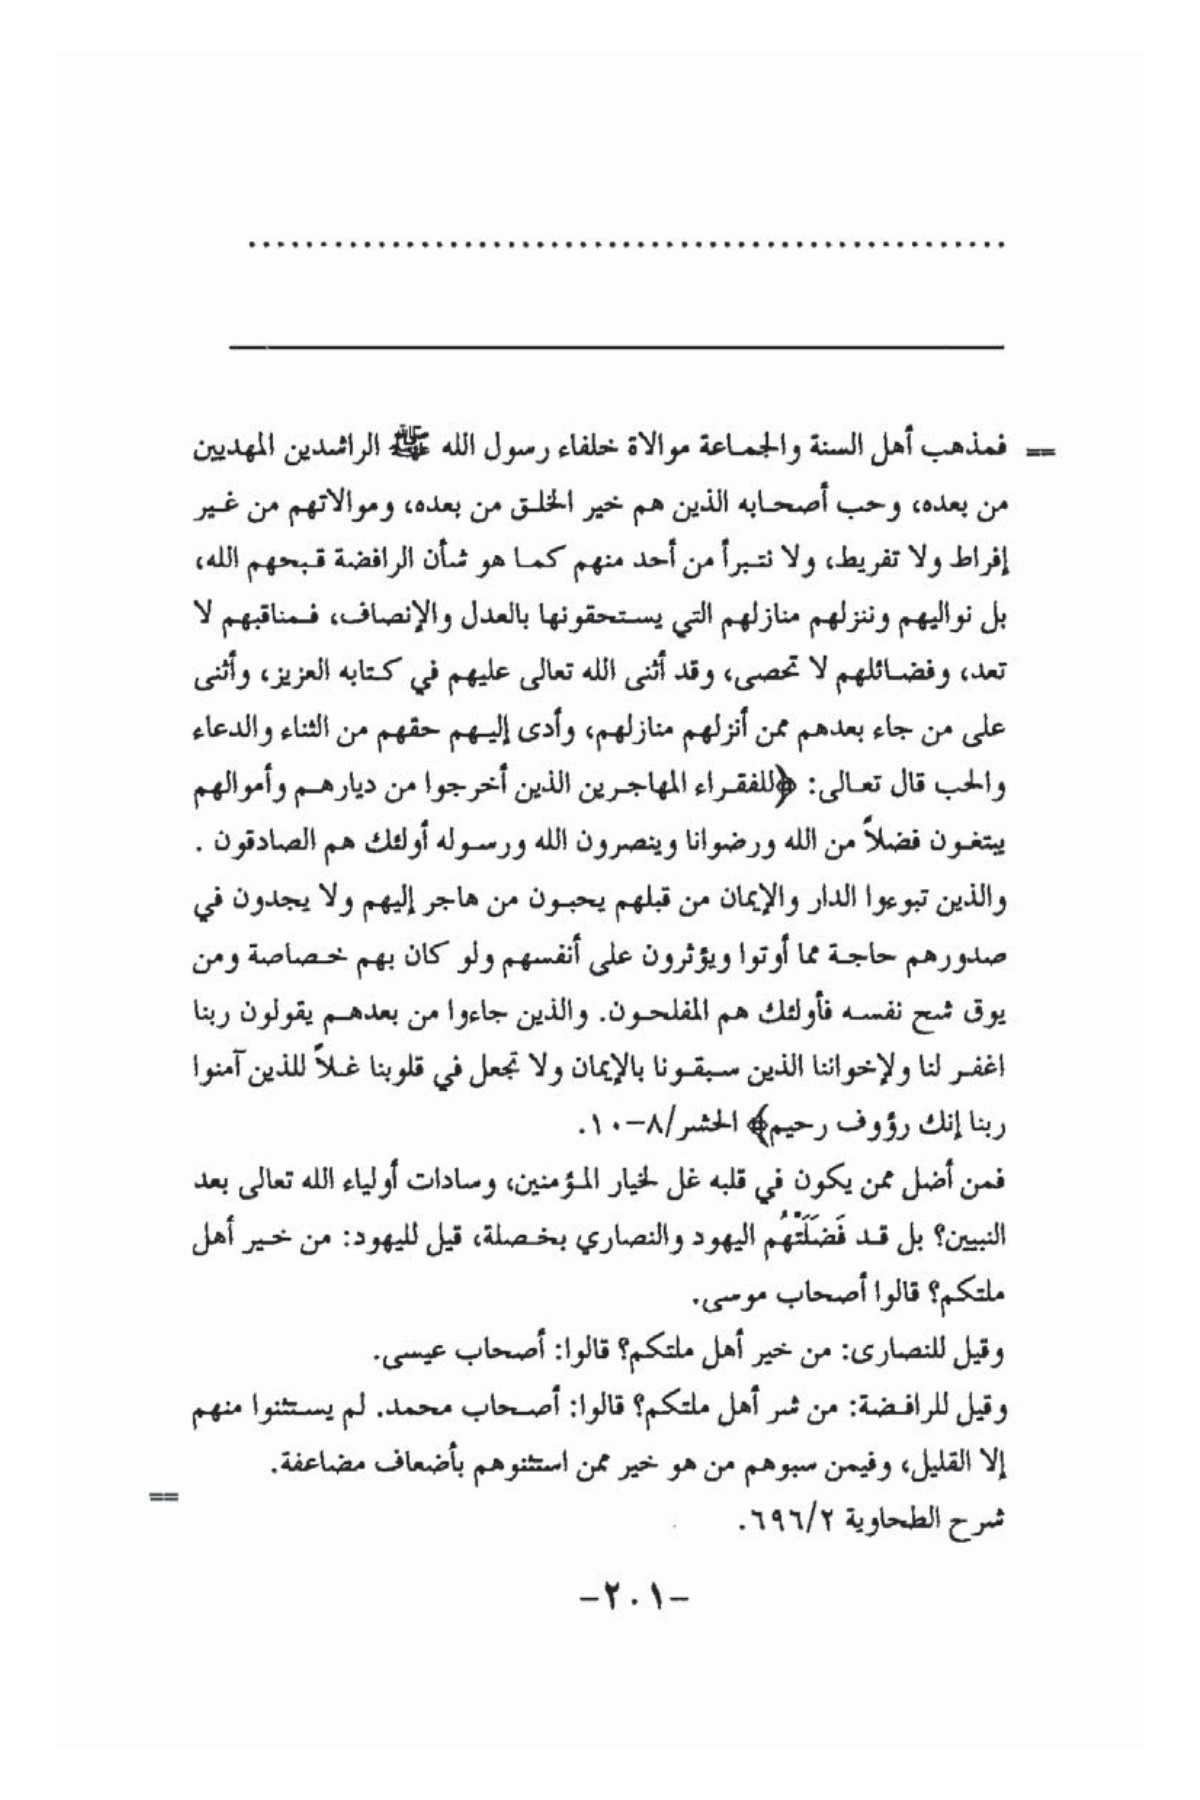 ..........................................................
== فمذهب أهل السنة والجماعة موالاة خلفاء رسول الله ﷺ الراشدين المهديين
من بعده، وحب أصحابه الذين هم خير الخلق من بعده، وموالاتهم من غير
إفراط ولا تفريط، ولا نتبرأ من أحد منهم كما هو شأن الرافضة قبحهم الله،
بل نواليهم وننزلهم منازلهم التي يستحقونها بالعدل والإنصاف، فمناقبهم لا
تعد، وفضائلهم لا تحصى، وقد أثنى الله تعالى عليهم في كتابه العزيز، وأثنى
على من جاء بعدهم ممن أنزلهم منازلهم، وأدى إليهم حقهم من الثناء والدعاء
والحب قال تعالى: ﴿للفقراء المهاجرين الذين أخرجوا من ديارهم وأموالهم
يبتغون فضلاً من الله ورضوانا وينصرون الله ورسوله أولئك هم الصادقون .
والذين تبوءوا الدار والإيمان من قبلهم يحبون من هاجر إليهم ولا يجدون في
صدورهم حاجة مما أوتوا ويؤثرون على أنفسهم ولو كان بهم خصاصة ومن
يوق شح نفسه فأولئك هم المفلحون. والذين جاءوا من بعدهم يقولون ربنا
اغفر لنا ولإخواننا الذين سبقونا بالإيمان ولا تجعل في قلوبنا غلاً للذين آمنوا
ربنا إنك رؤوف رحيم﴾ الحشر/٨-١٠.
فمن أضل ممن يكون في قلبه غل لخيار المؤمنين، وسادات أولياء الله تعالى بعد
النبيين؟ بل قد فَضَلَتْهُم اليهود والنصاري بخصلة، قيل لليهود: من خير أهل
ملتكم؟ قالوا أصحاب موسى.
وقيل للنصارى: من خير أهل ملتكم؟ قالوا: أصحاب عيسى.
وقيل للرافضة: من شر أهل ملتكم؟ قالوا: أصحاب محمد. لم يستثنوا منهم
إلا القليل، وفيمن سبوهم من هو خير ممن استثنوهم بأضعاف مضاعفة.
==
شرح الطحاوية ٦٩٦/٢.
-٢٠١-